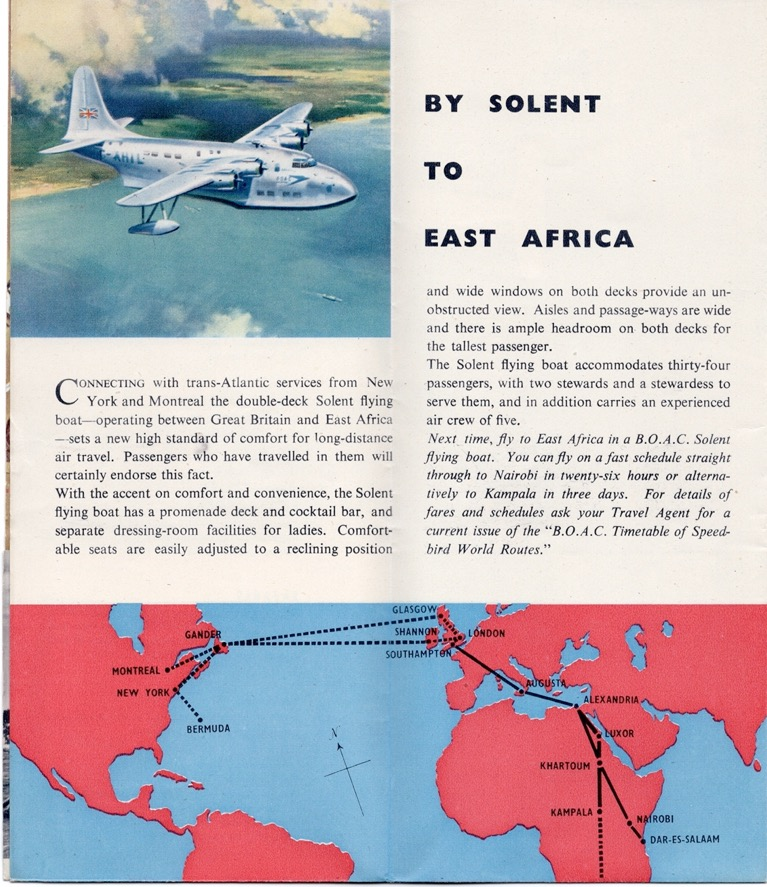 G-AHIL
BY SOLENT
TO
EAST AFRICA
CONNECTING with trans-Atlantic services from New
York and Montreal the double-deck Solent flying
boat—operating between Great Britain and East Africa
—sets a new high standard of comfort for long-distance
air travel. Passengers who have travelled in them will
certainly endorse this fact.
With the accent on comfort and convenience, the Solent
flying boat has a promenade deck and cocktail bar, and
separate dressing-room facilities for ladies. Comfort-
able seats are easily adjusted to a reclining position
and wide windows on both decks provide an un-
obstructed view. Aisles and passage-ways are wide
and there is ample headroom on both decks for
the tallest passenger.
The Solent flying boat accommodates thirty-four
passengers, with two stewards and a stewardess to
serve them, and in addition carries an experienced
air crew of five.
Next time, fly to East Africa in a B.O.A.C. Solent
flying boat. You can fly on a fast schedule straight
through to Nairobi in twenty-six hours or alterna-
tively to Kampala in three days. For details of
fares and schedules ask your Travel Agent for a
current issue of the "B.O.A.C. Timetable of Speed-
bird World Routes."
GLASGOW
GANDER
SHANNON
LONDON
SOUTHAMPTON
MONTREAL
NEW YORK
AUGUSTA
ALEXANDRIA
BERMUDA
N
LUXOR
KHARTOUM
KAMPALA
NAIROBI
DAR-ES-SALAAM